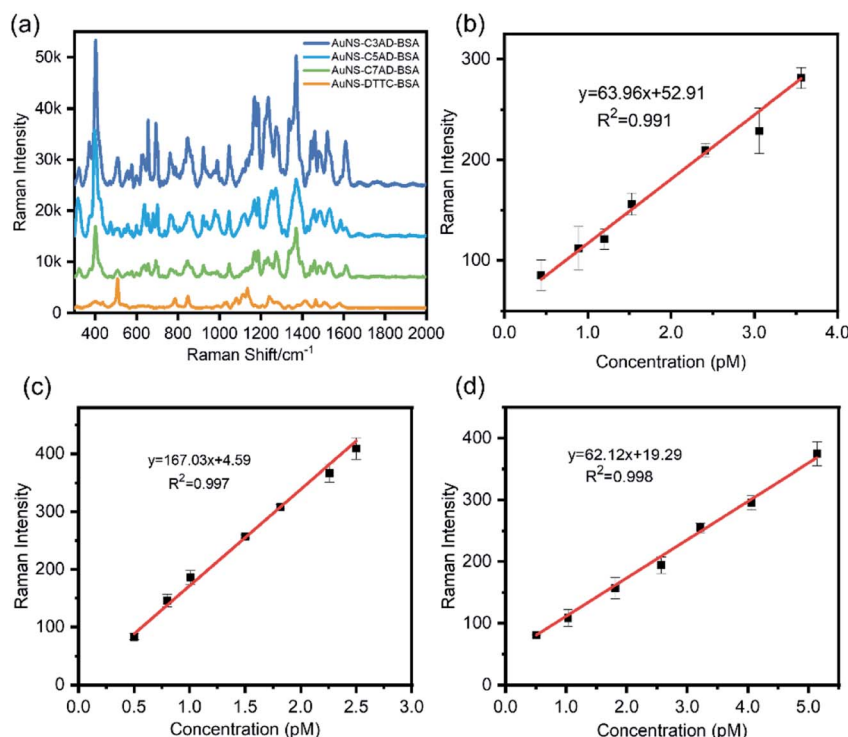 (a)
AuNS-C3AD-BSA
AuNS-C5AD-BSA
AuNS-C7AD-BSA
AuNS-DTTC-BSA
50k
40k
30k
20k
10k
0
Raman Intensity
400 600 800 1000 1200 1400 1600 1800 2000
Raman Shift/cm⁻¹
(b)
y=63.96x+52.91
R²=0.991
300
200
100
0
Raman Intensity
0.0 1.0 2.0 3.0 4.0
Concentration (pM)
(c)
y=167.03x+4.59
R²=0.997
400
300
200
100
0
Raman Intensity
0.0 0.5 1.0 1.5 2.0 2.5 3.0
Concentration (pM)
(d)
y=62.12x+19.29
R²=0.998
400
300
200
100
0
Raman Intensity
0.0 1.0 2.0 3.0 4.0 5.0
Concentration (pM)